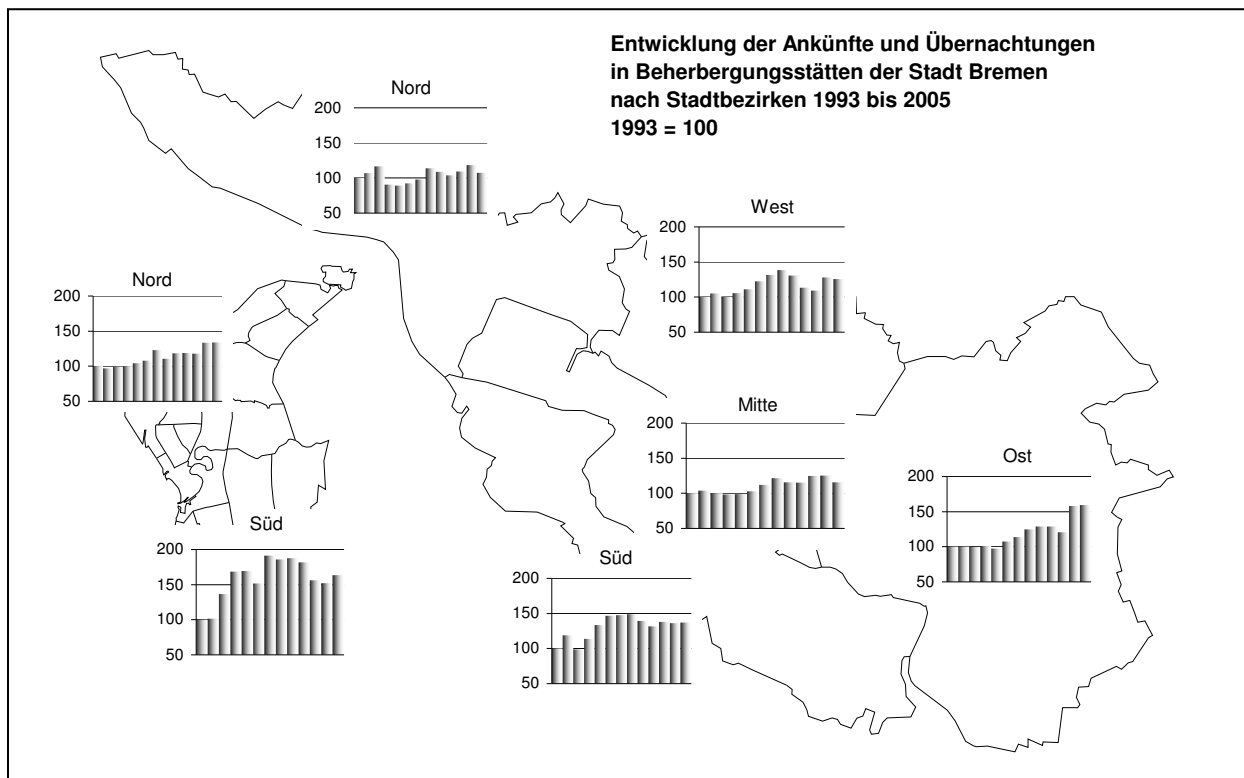 Entwicklung der Ankünfte und Übernachtungen
in Beherbergungsstätten der Stadt Bremen
nach Stadtbezirken 1993 bis 2005
1993 = 100
Nord
200
150
100
50
West
200
150
100
50
Nord
200
150
100
50
Mitte
200
150
100
50
Ost
200
150
100
50
Süd
200
150
100
50
Süd
200
150
100
50